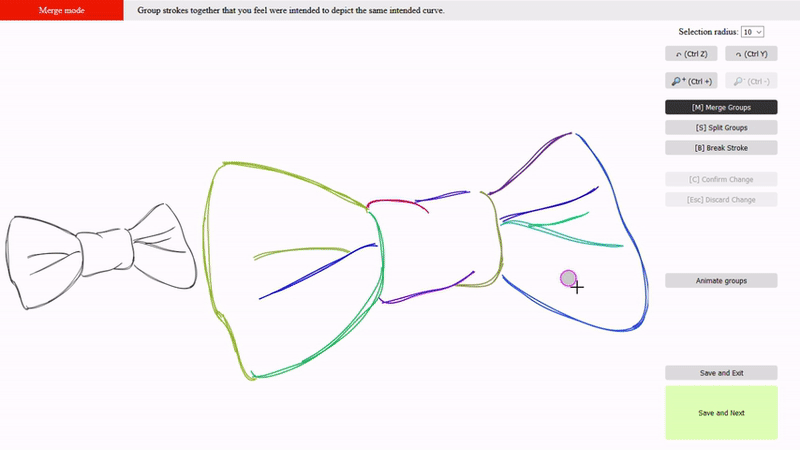 Merge mode
Group strokes together that you feel were intended to depict the same intended curve.
Selection radius: 10
(Ctrl Z)
(Ctrl Y)
(Ctrl +)
(Ctrl -)
[M] Merge Groups
[S] Split Groups
[B] Break Stroke
[C] Confirm Change
[Esc] Discard Change
Animate groups
Save and Exit
Save and Next